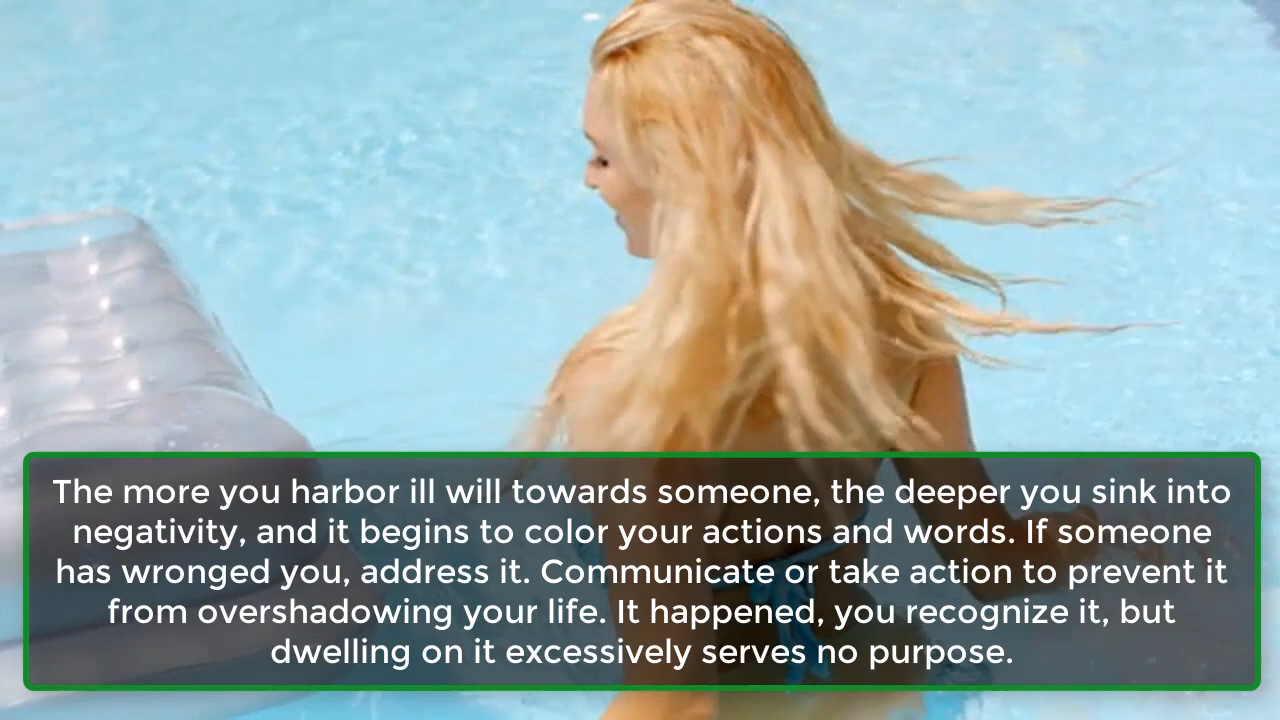 The more you harbor ill will towards someone, the deeper you sink into
negativity, and it begins to color your actions and words. If someone
has wronged you, address it. Communicate or take action to prevent it
from overshadowing your life. It happened, you recognize it, but
dwelling on it excessively serves no purpose.